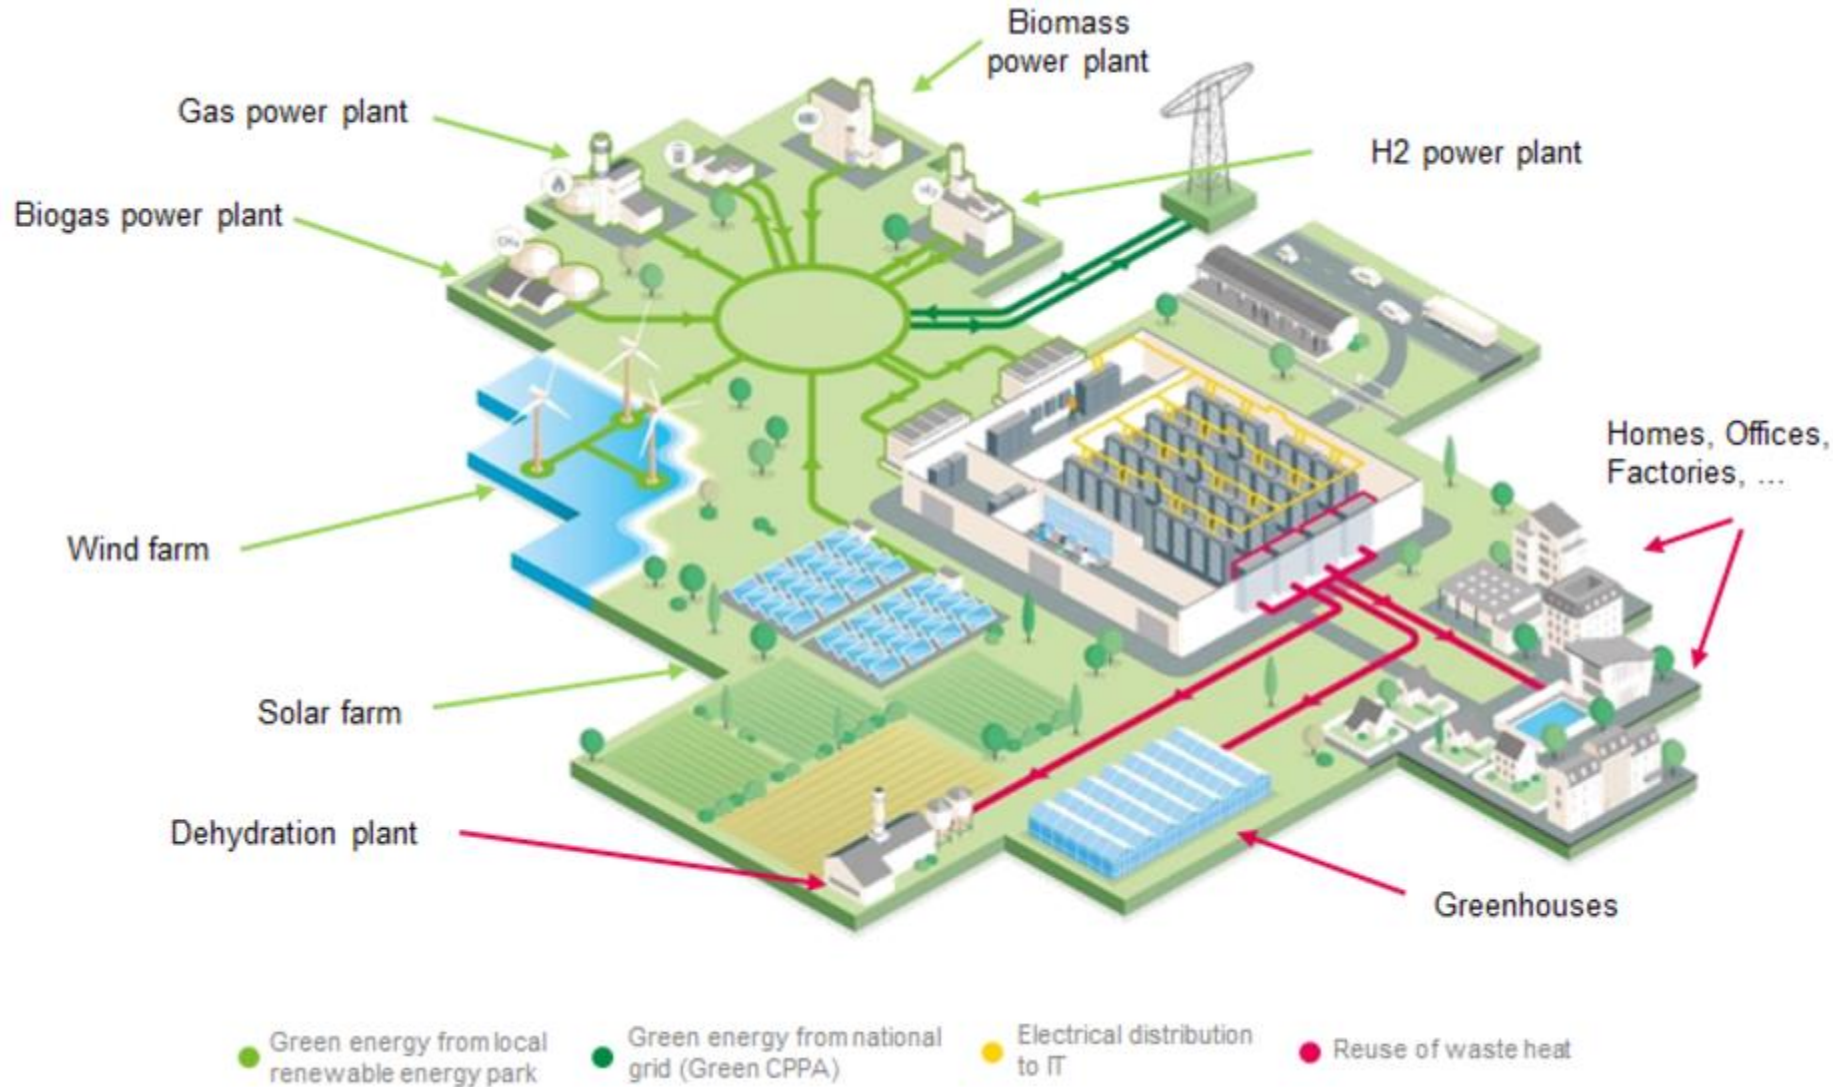 Biomass
power plant
Gas power plant
H2 power plant
Biogas power plant
Homes, Offices,
Factories, ...
Wind farm
Solar farm
Dehydration plant
Greenhouses
Green energy from local
renewable energy park
Green energy from national
grid (Green CPPA)
Electrical distribution
to IT
Reuse of waste heat